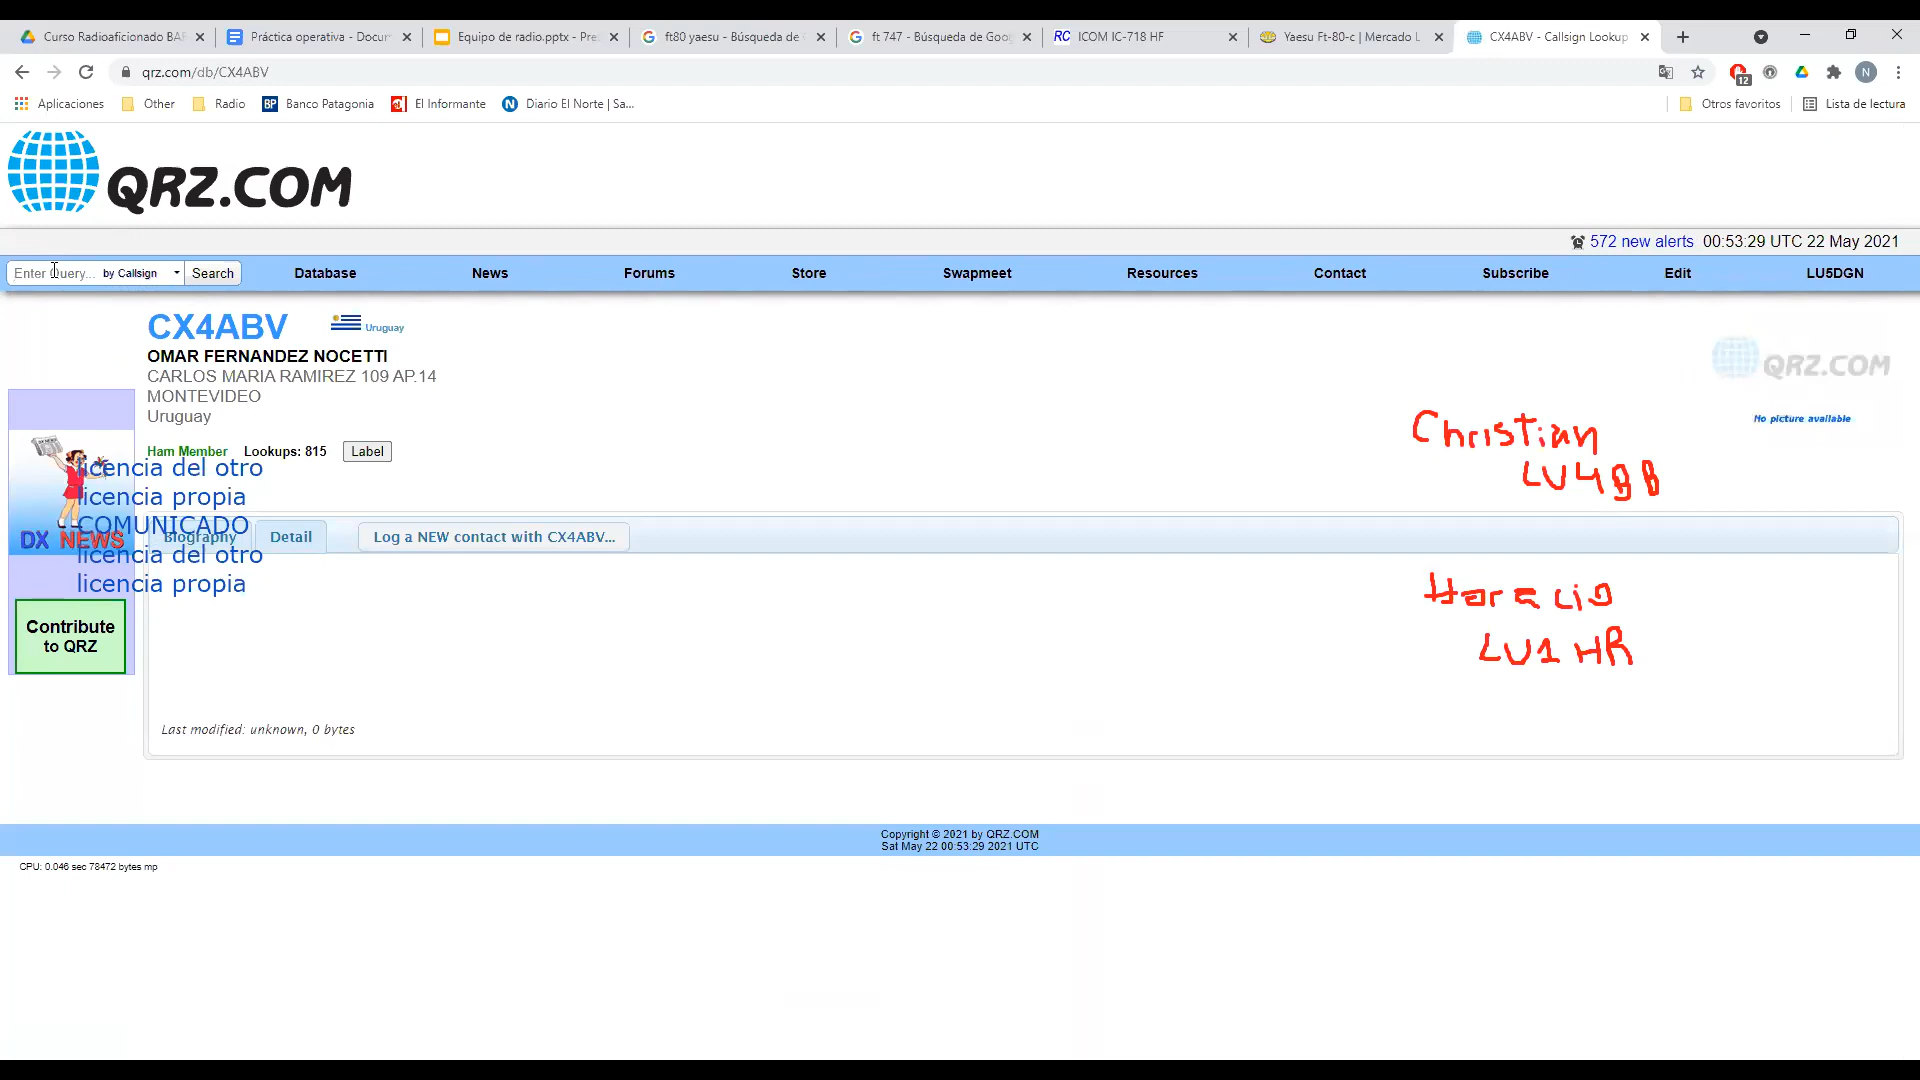 Curso Radioaficionado BAR
Práctica operativa - Docum
Equipo de radio.pptx - Pre
ft80 yaesu - Búsqueda de G
ft 747 - Búsqueda de Goog
RC ICOM IC-718 HF
Yaesu Ft-80-c | Mercado L
CX4ABV - Callsign Lookup
qrz.com/db/CX4ABV
12
N
Aplicaciones
Other
Radio
BP Banco Patagonia
El Informante
N Diario El Norte | Sa...
Otros favoritos
Lista de lectura
QRZ.COM
572 new alerts 00:53:29 UTC 22 May 2021
Enter Query... by Callsign Search Database News Forums Store Swapmeet Resources Contact Subscribe Edit LU5DGN
CX4ABV Uruguay
OMAR FERNANDEZ NOCETTI
CARLOS MARIA RAMIREZ 109 AP.14
MONTEVIDEO
Uruguay
QRZ.COM
No picture available
Ham Member Lookups: 815 Label
Christian
LU4BB
licencia del otro
licencia propia
COMUNICADO
licencia del otro
licencia propia
DX NEWS
Biography Detail Log a NEW contact with CX4ABV...
Horacio
LU1HR
Contribute
to QRZ
Last modified: unknown, 0 bytes
Copyright © 2021 by QRZ.COM
Sat May 22 00:53:29 2021 UTC
CPU: 0.046 sec 78472 bytes mp